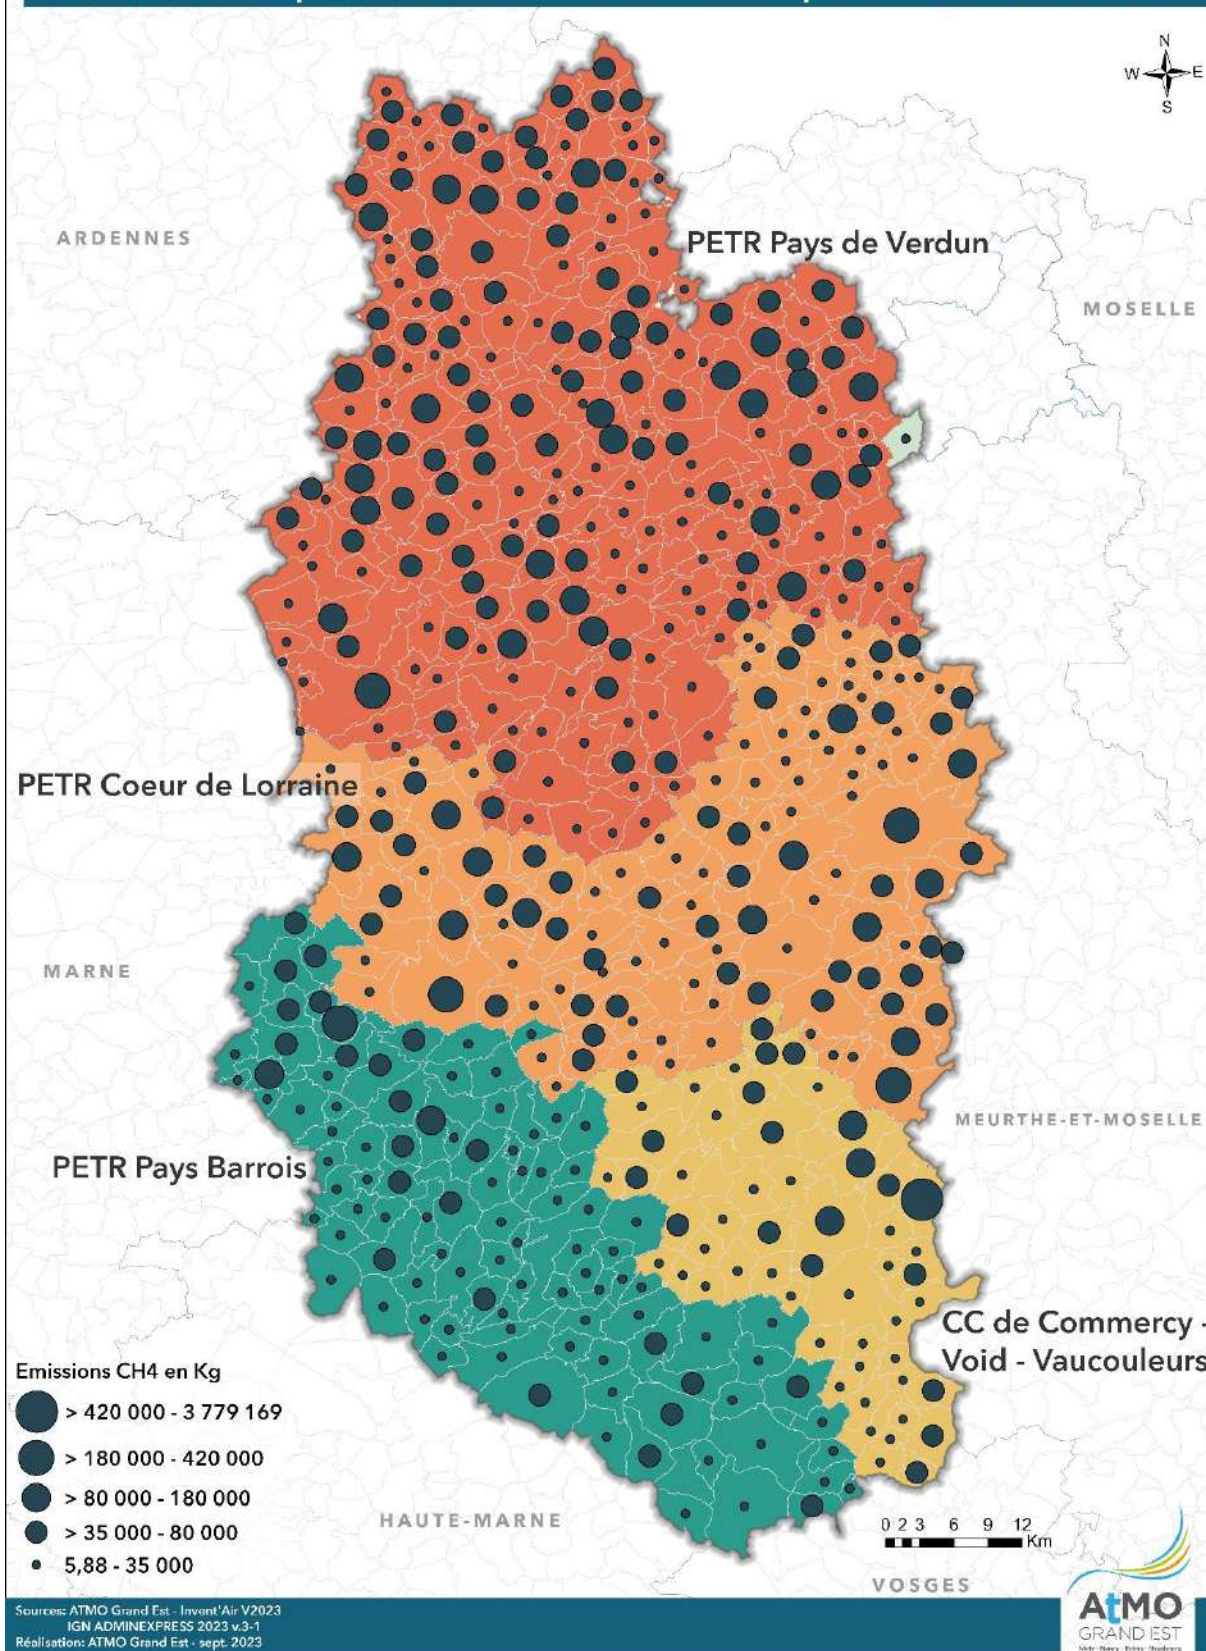 N
W E
S
ARDENNES
PETR Pays de Verdun
MOSELLE
PETR Coeur de Lorraine
MARNE
MEURTHE-ET-MOSELLE
PETR Pays Barrois
CC de Commercy -
Void - Vaucouleurs
Emissions CH4 en Kg
> 420 000 - 3 779 169
> 180 000 - 420 000
> 80 000 - 180 000
> 35 000 - 80 000
5,88 - 35 000
HAUTE-MARNE
0 2 3 6 9 12
Km
VOSGES
Sources: ATMO Grand Est - Invent'Air V2023
IGN ADMINEXPRESS 2023 v.3-1
Réalisation: ATMO Grand Est - sept. 2023
AtMO
GRAND EST
Metz - Nancy - Reims - Strasbourg